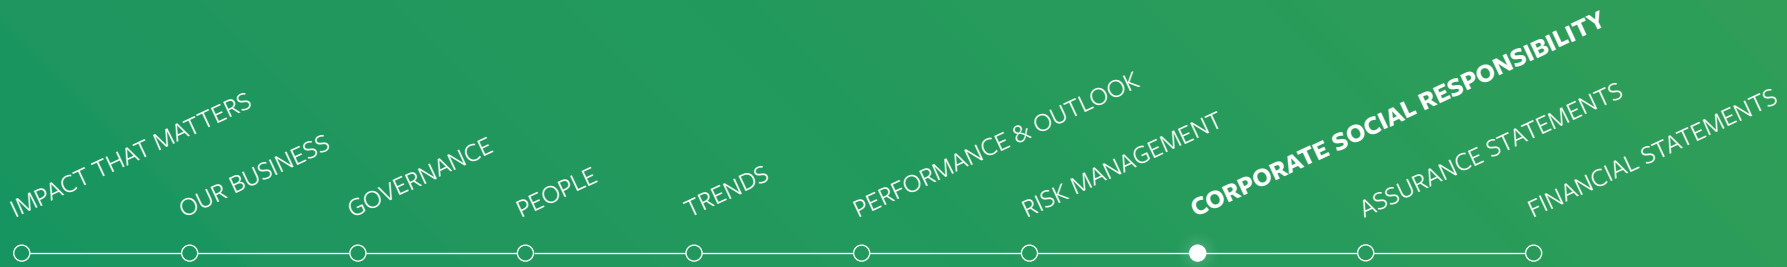 IMPACT THAT MATTERS
OUR BUSINESS
GOVERNANCE
PEOPLE
TRENDS
PERFORMANCE & OUTLOOK
RISK MANAGEMENT
CORPORATE SOCIAL RESPONSIBILITY
ASSURANCE STATEMENTS
FINANCIAL STATEMENTS